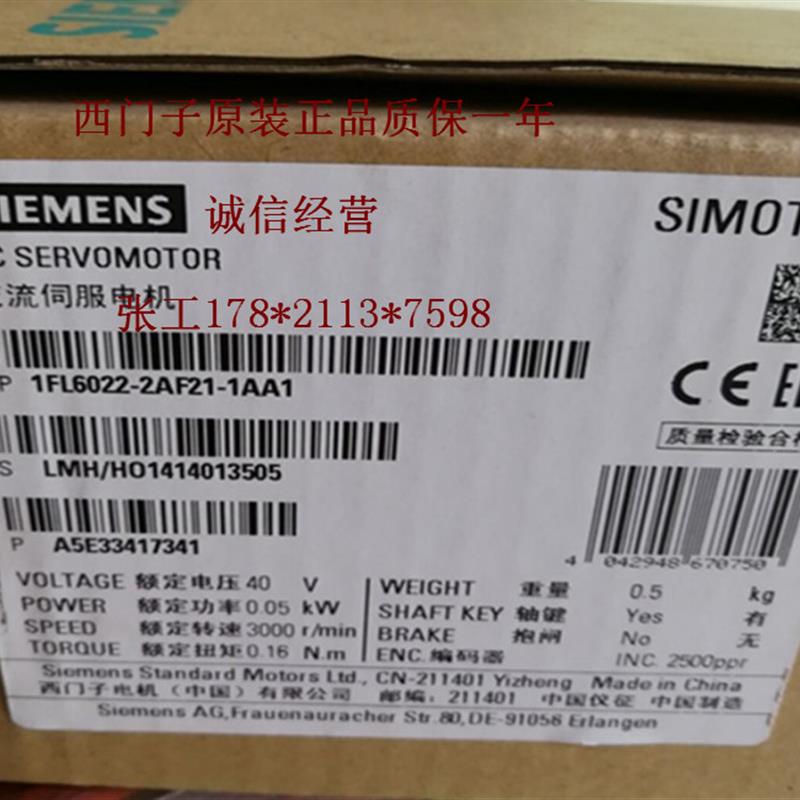 SIEMENS
西门子原装正品质保一年
SIEMENS
诚信经营
SIMOT
C SERVOMOTOR
交流伺服电机
张工178*2113*7598
P 1FL6022-2AF21-1AA1
S LMH/HO1414013505
P A5E33417341
CE
质量检验合格
4 042948 670750
VOLTAGE 额定电压 40 V
POWER 额定功率 0.05 kW
SPEED 额定转速 3000 r/min
TORQUE 额定扭矩 0.16 N.m
WEIGHT 重量 0.5 kg
SHAFT KEY 轴键 Yes 有
BRAKE 抱闸 No 无
ENC. 编码器 INC. 2500ppr
Siemens Standard Motors Ltd., CN-211401 Yizheng Made in China
西门子电机（中国）有限公司 邮编：211401 中国仪征 中国制造
Siemens AG,Frauenauracher Str.80,DE-91056 Erlangen